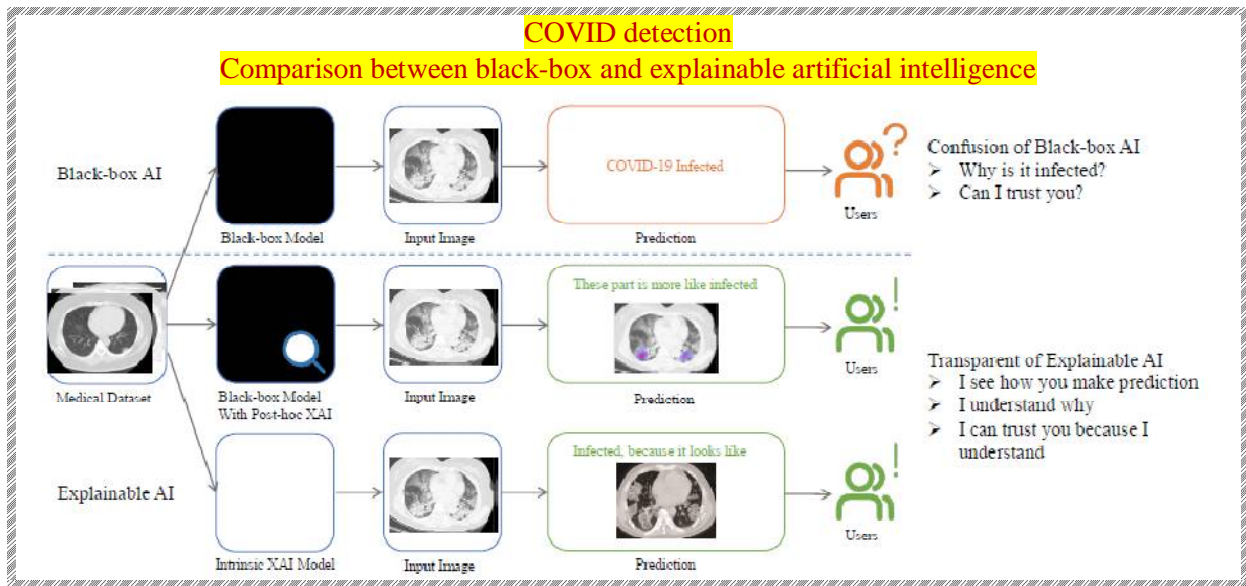 COVID detection
Comparison between black-box and explainable artificial intelligence
Black-box AI
Black-box Model
Input Image
COVID-19 Infected
Prediction
?
Users
Confusion of Black-box AI
➢ Why is it infected?
➢ Can I trust you?
Medical Dataset
Black-box Model
With Post-hoc XAI
Input Image
These part is more like infected
Prediction
!
Users
Transparent of Explainable AI
➢ I see how you make prediction
➢ I understand why
➢ I can trust you because I
understand
Explainable AI
Intrinsic XAI Model
Input Image
Infected, because it looks like
Prediction
!
Users